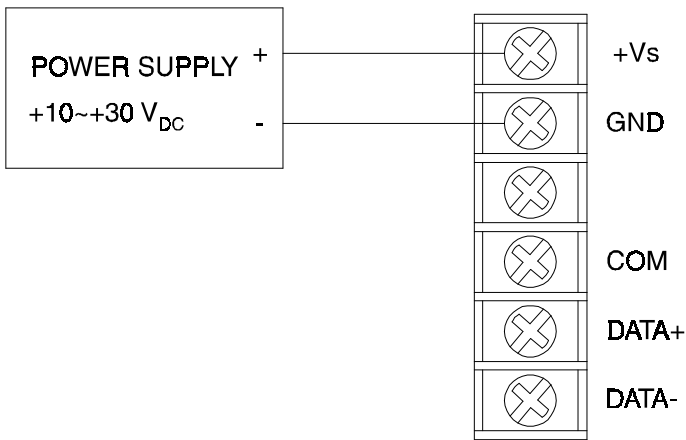 POWER SUPPLY +
+10~+30 VDC -
+Vs
GND
COM
DATA+
DATA-